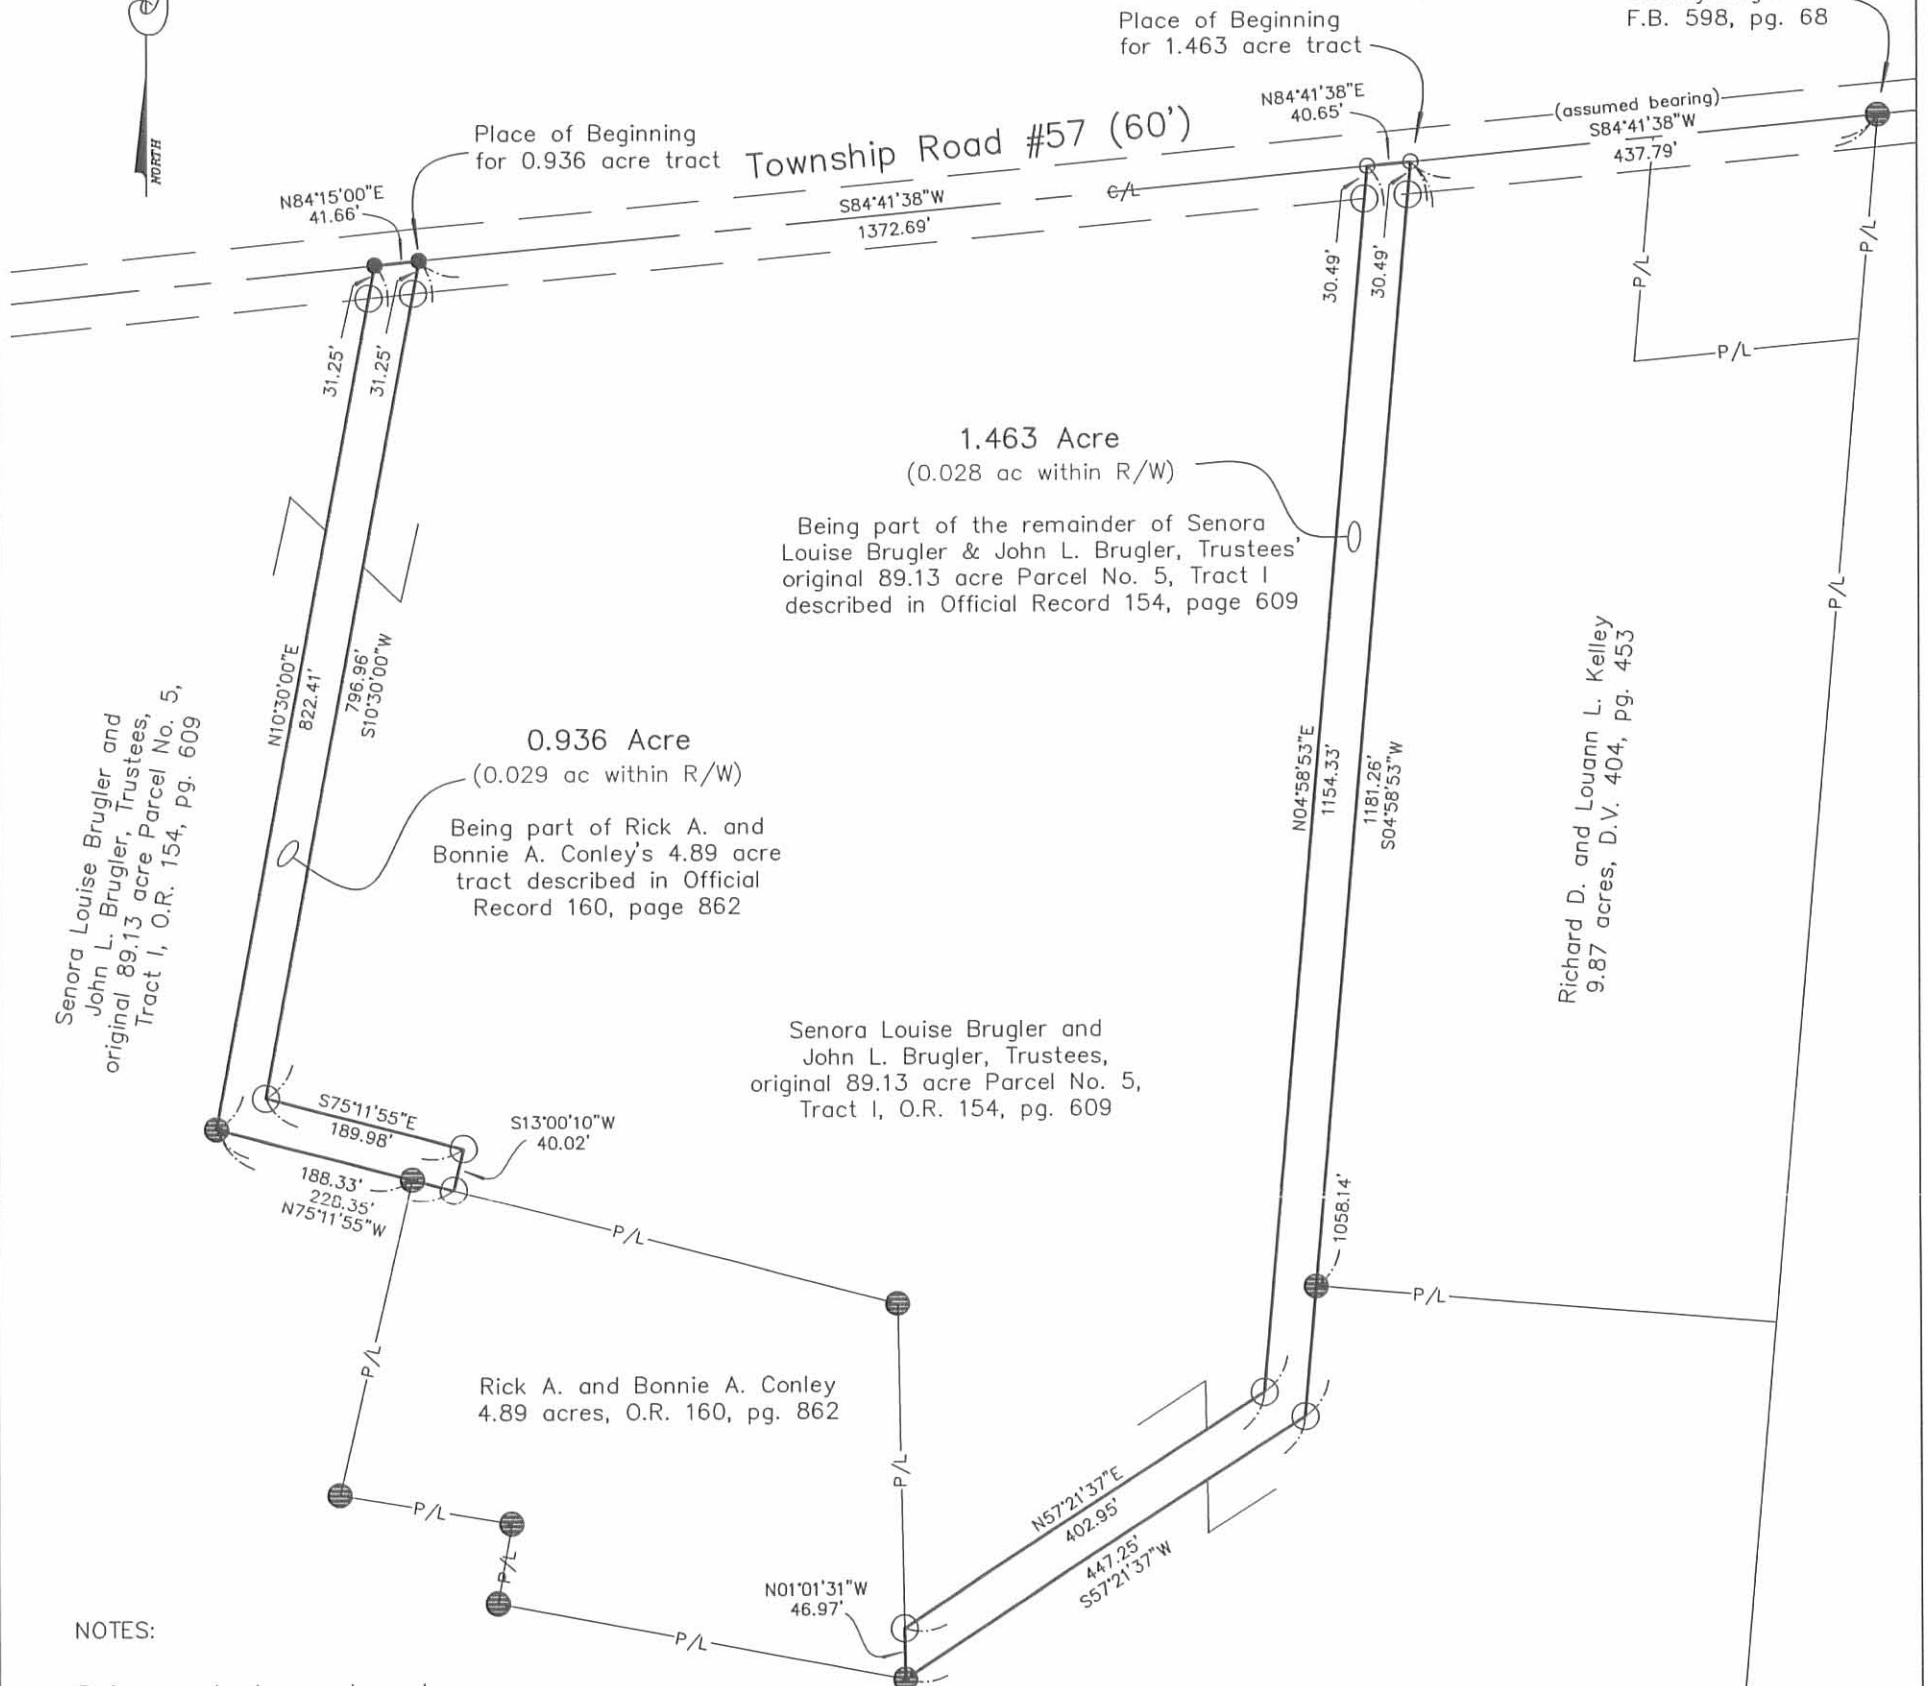 Place of Beginning
for 1.463 acre tract
F.B. 598, pg. 68
NORTH
N84°41'38"E
40.65'
(assumed bearing)
S84°41'38"W
437.79'
Place of Beginning
for 0.936 acre tract
Township Road #57 (60')
N84°15'00"E
41.66'
S84°41'38"W
1372.69'
C/L
P/L
P/L
P/L
30.49'
30.49'
31.25'
31.25'
1.463 Acre
(0.028 ac within R/W)
Being part of the remainder of Senora
Louise Brugler & John L. Brugler, Trustees'
original 89.13 acre Parcel No. 5, Tract I
described in Official Record 154, page 609
P/L
N10°30'00"E
822.41'
796.96'
S10°30'00"W
Senora Louise Brugler and
John L. Brugler, Trustees,
original 89.13 acre Parcel No. 5,
Tract I, O.R. 154, pg. 609
0.936 Acre
(0.029 ac within R/W)
Being part of Rick A. and
Bonnie A. Conley's 4.89 acre
tract described in Official
Record 160, page 862
N04°58'53"E
1154.33'
1181.26'
S04°58'53"W
Richard D. and Louann L. Kelley
9.87 acres, D.V. 404, pg. 453
Senora Louise Brugler and
John L. Brugler, Trustees,
original 89.13 acre Parcel No. 5,
Tract I, O.R. 154, pg. 609
S75°11'55"E
189.98'
S13°00'10"W
40.02'
188.33'
228.35'
N75°11'55"W
P/L
1058.14'
P/L
P/L
Rick A. and Bonnie A. Conley
4.89 acres, O.R. 160, pg. 862
P/L
P/L
P/L
P/L
N57°21'37"E
402.95'
447.25'
S57°21'37"W
N01°01'31"W
46.97'
NOTES: